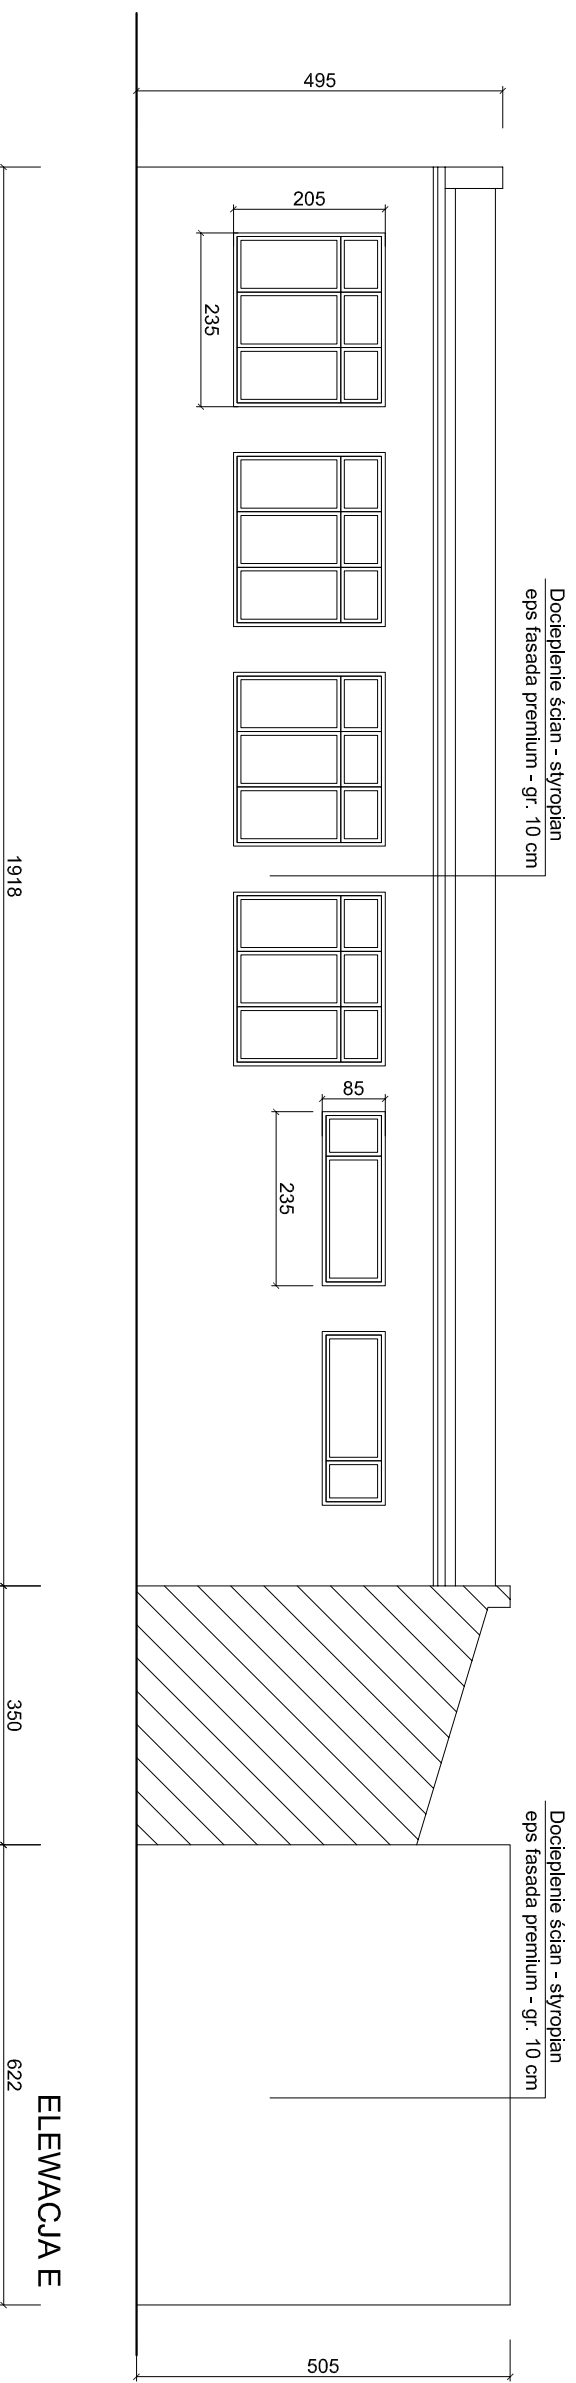 Docieplenie ścian - styropian
eps fasada premium - gr. 10 cm
Docieplenie ścian - styropian
eps fasada premium - gr. 10 cm
495
205
235
85
235
505
1918
350
622
ELEWACJA E